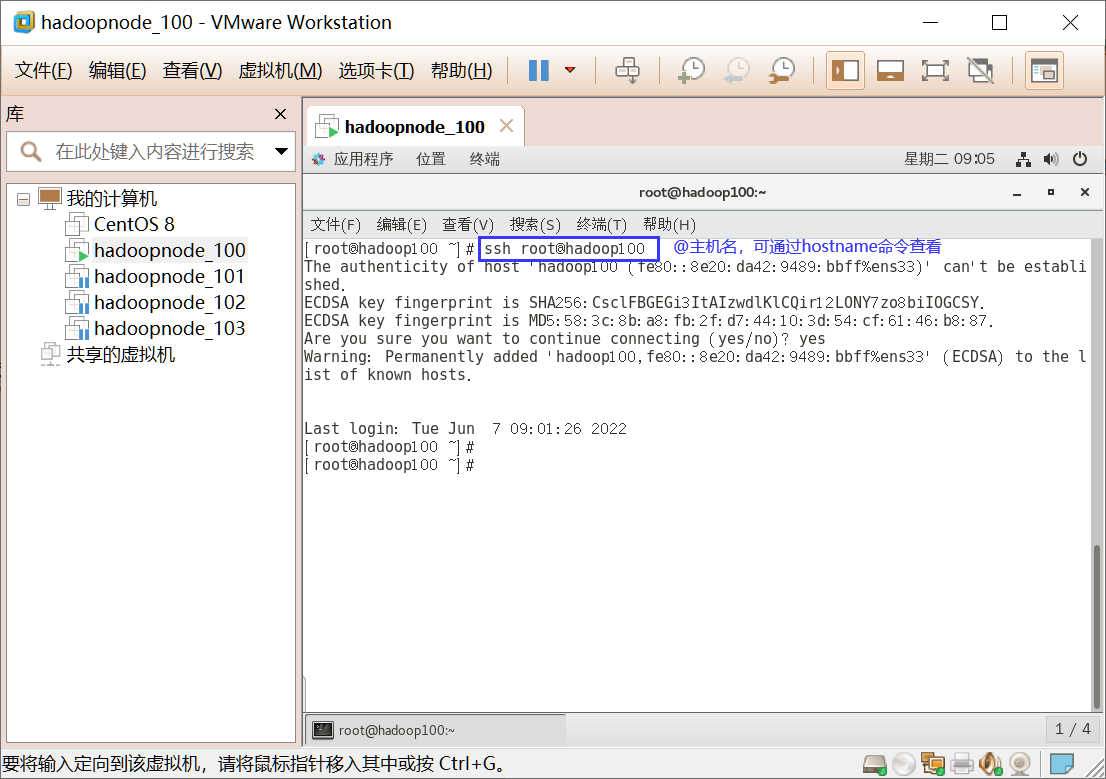 hadoopnode_100 - VMware Workstation
文件(F) 编辑(E) 查看(V) 虚拟机(M) 选项卡(T) 帮助(H)
库
在此处键入内容进行搜索
我的计算机
CentOS 8
hadoopnode_100
hadoopnode_101
hadoopnode_102
hadoopnode_103
共享的虚拟机
hadoopnode_100
应用程序 位置 终端 星期二 09:05
root@hadoop100:~
文件(F) 编辑(E) 查看(V) 搜索(S) 终端(T) 帮助(H)
[root@hadoop100 ~]# ssh root@hadoop100 @主机名，可通过hostname命令查看
The authenticity of host 'hadoop100 (fe80::8e20:da42:9489:bbff%ens33)' can't be establi
shed.
ECDSA key fingerprint is SHA256:CsclFBGEGi3ItAIzwdlKlCQir12LONY7zo8biIOGCSY.
ECDSA key fingerprint is MD5:58:3c:8b:a8:fb:2f:d7:44:10:3d:54:cf:61:46:b8:87.
Are you sure you want to continue connecting (yes/no)? yes
Warning: Permanently added 'hadoop100,fe80::8e20:da42:9489:bbff%ens33' (ECDSA) to the l
ist of known hosts.
Last login: Tue Jun  7 09:01:26 2022
[root@hadoop100 ~]#
[root@hadoop100 ~]#
root@hadoop100:~ 1 / 4
要将输入定向到该虚拟机，请将鼠标指针移入其中或按 Ctrl+G。